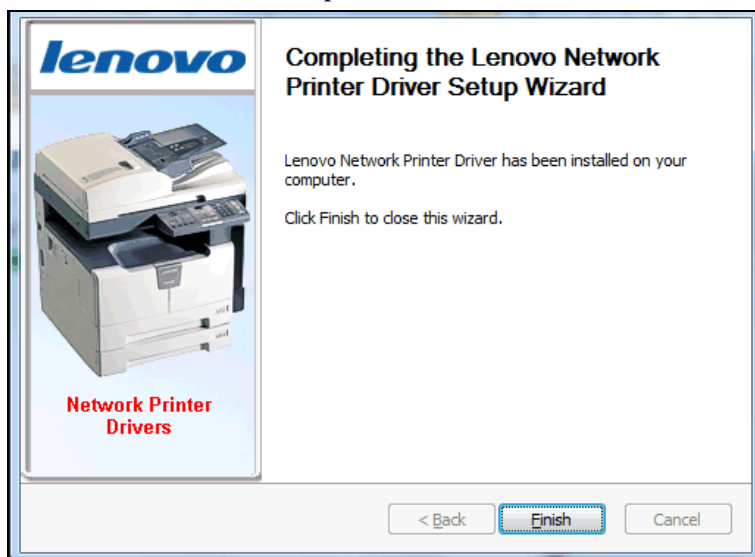 lenovo
Completing the Lenovo Network
Printer Driver Setup Wizard
Lenovo Network Printer Driver has been installed on your
computer.
Click Finish to close this wizard.
Network Printer
Drivers
< Back
Finish
Cancel